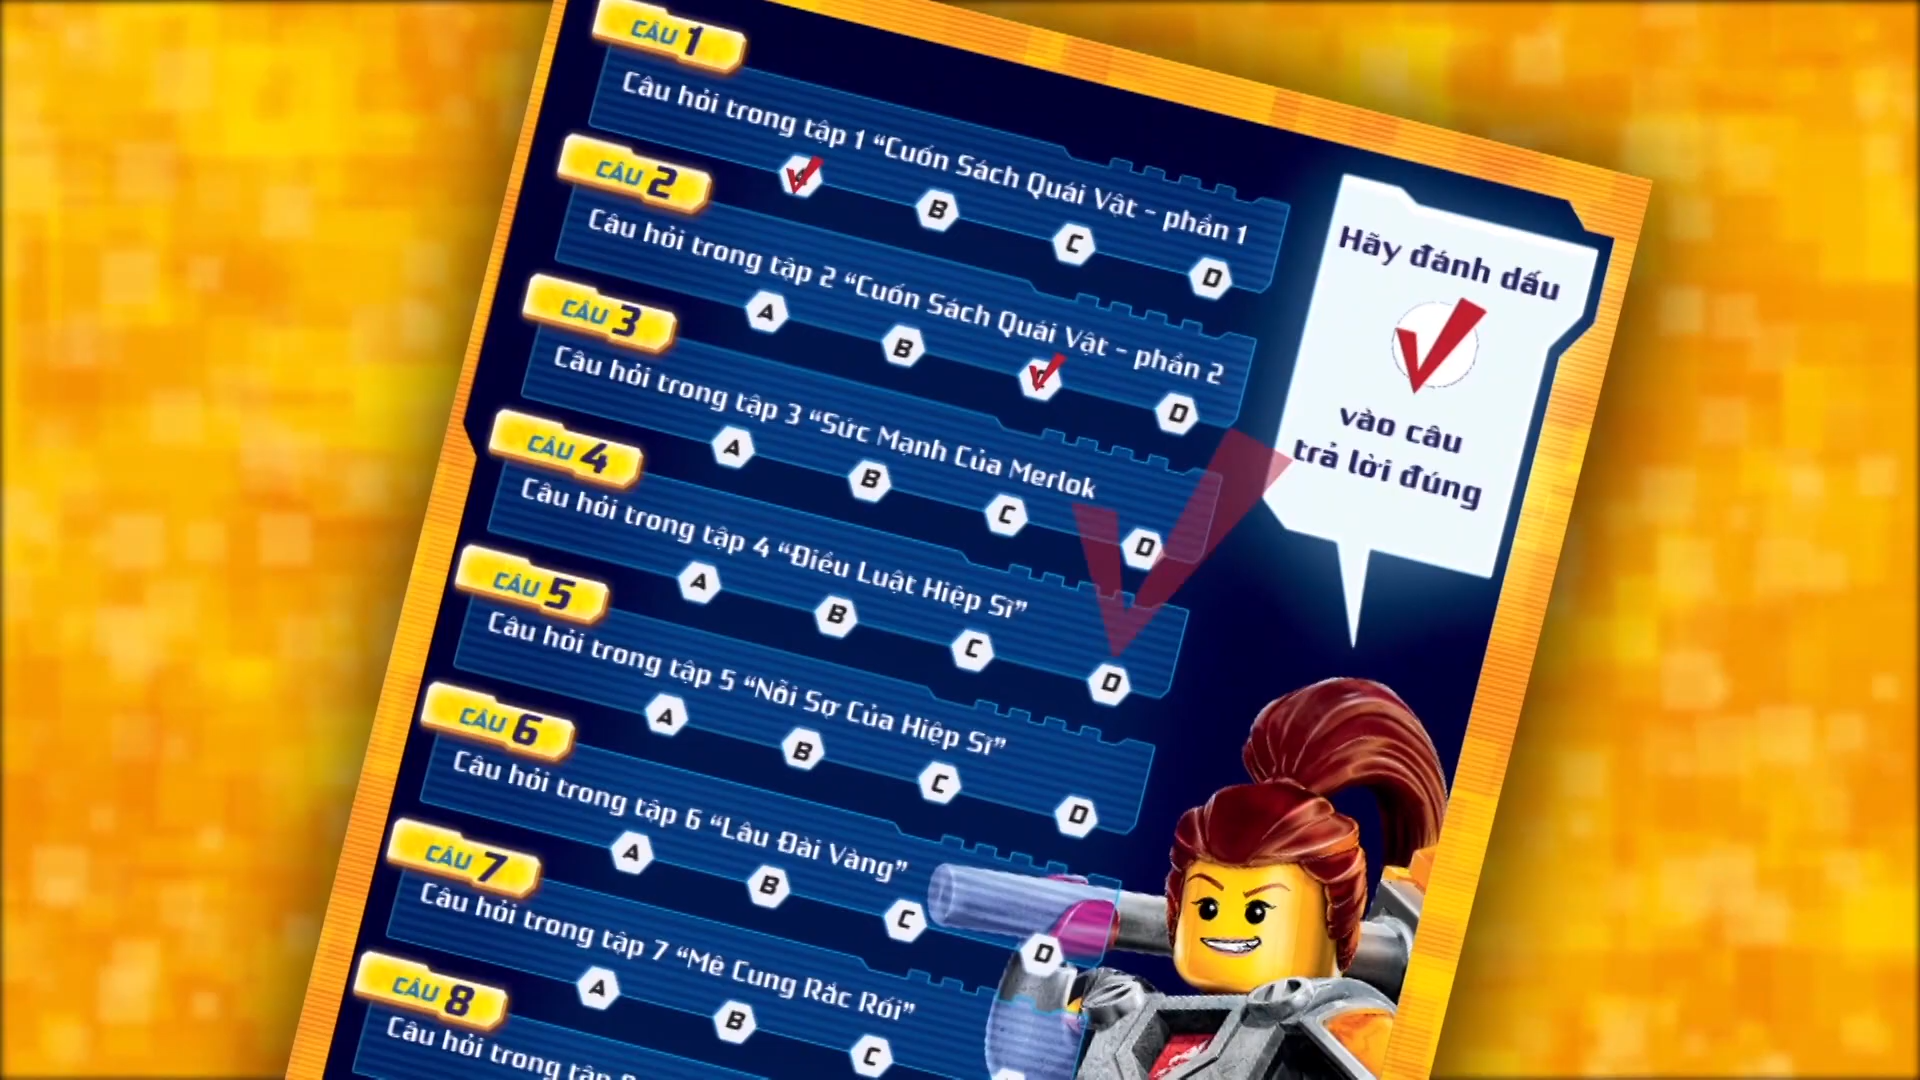 CÂU 1
Câu hỏi trong tập 1 “Cuốn Sách Quái Vật - phần 1
B C D
CÂU 2
Câu hỏi trong tập 2 “Cuốn Sách Quái Vật - phần 2
A B D
CÂU 3
Câu hỏi trong tập 3 “Sức Mạnh Của Merlok
A B C D
CÂU 4
Câu hỏi trong tập 4 “Điều Luật Hiệp Sĩ”
A B C D
CÂU 5
Câu hỏi trong tập 5 “Nỗi Sợ Của Hiệp Sĩ”
A B C D
CÂU 6
Câu hỏi trong tập 6 “Lâu Đài Vàng”
A B C D
CÂU 7
Câu hỏi trong tập 7 “Mê Cung Rắc Rối”
A B C
CÂU 8
Câu hỏi trong tập
Hãy đánh dấu
vào câu
trả lời đúng